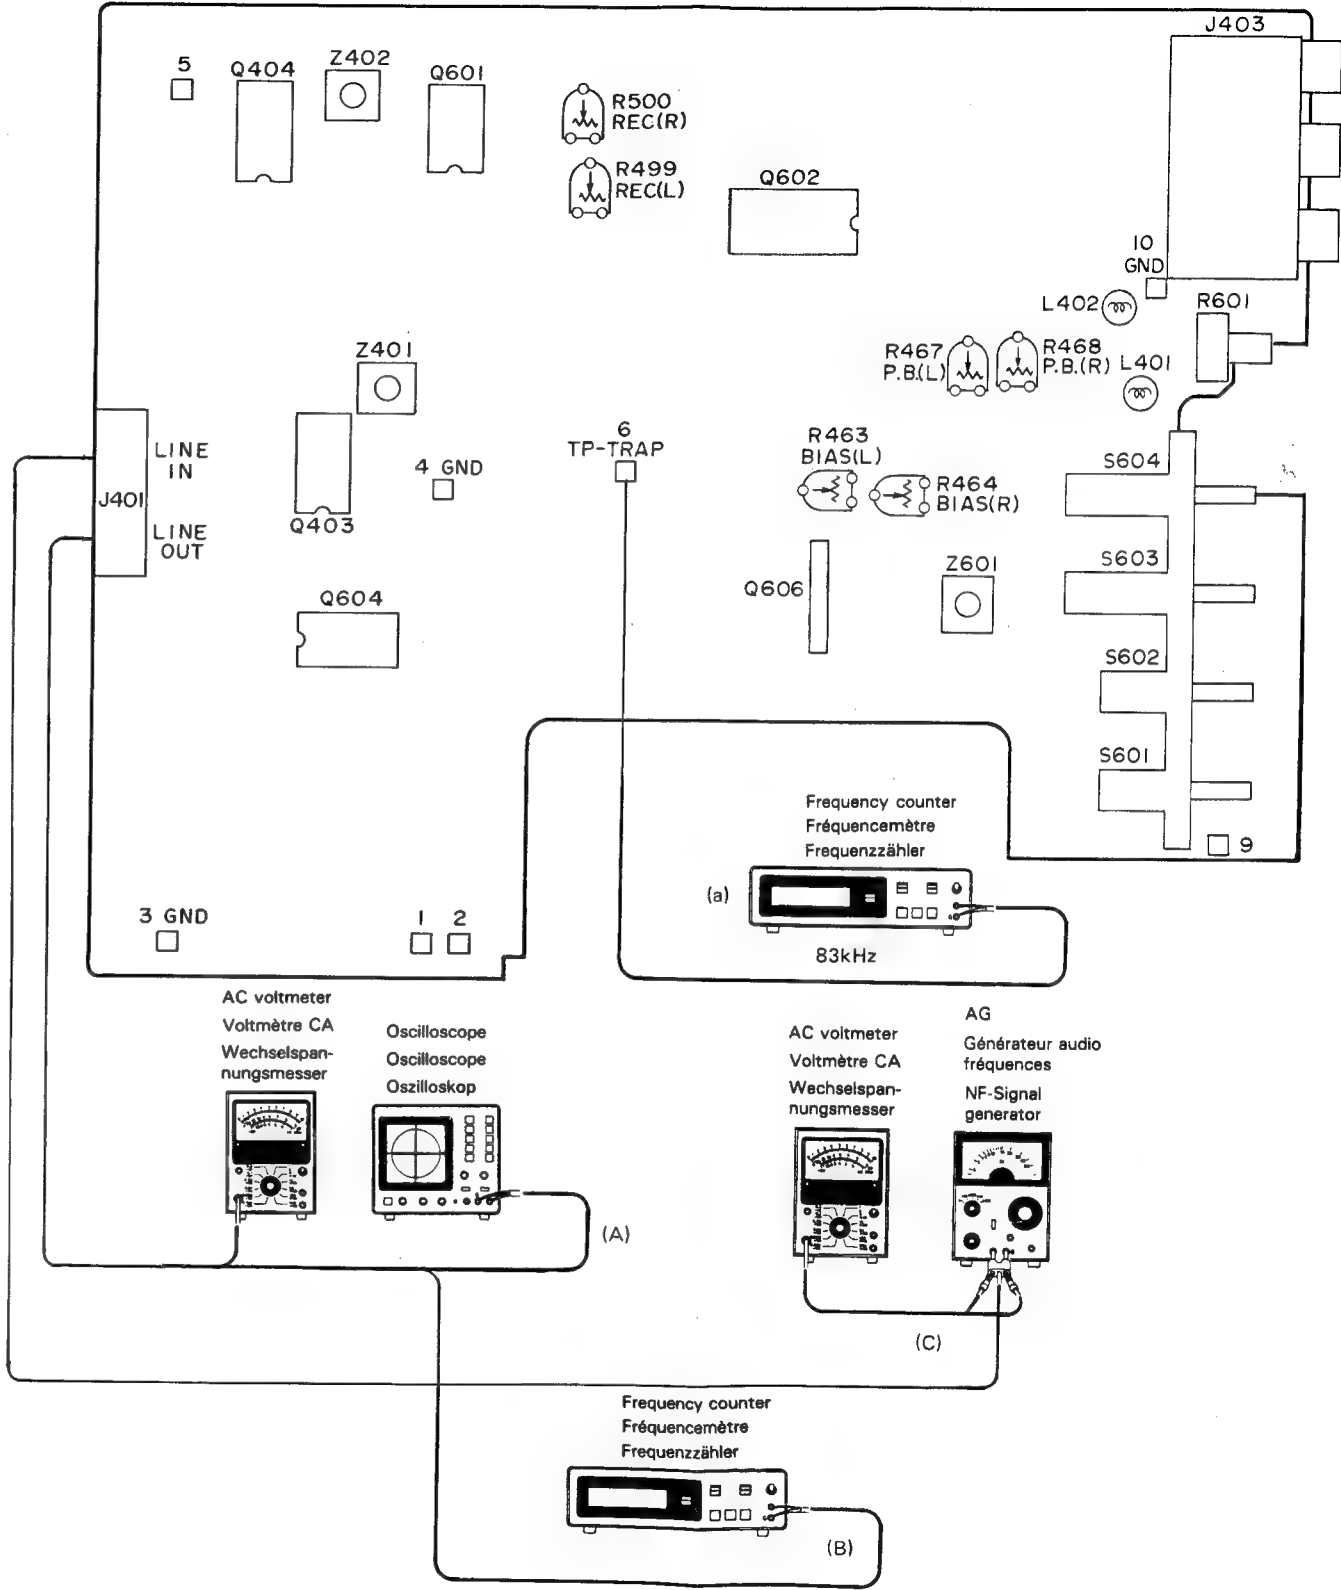 J403
5
Q404
Z402
Q601
R500
REC(R)
R499
REC(L)
Q602
10
GND
L402
R601
R467
P.B.(L)
R468
P.B.(R)
L401
Z401
LINE
IN
J401
LINE
OUT
4 GND
Q403
6
TP-TRAP
R463
BIAS(L)
R464
BIAS(R)
S604
S603
Q606
Z601
Q604
S602
S601
9
Frequency counter
Fréquencemètre
Frequenzzähler
(a)
83kHz
3 GND
1
2
AC voltmeter
Voltmètre CA
Wechselspan-
nungsmesser
Oscilloscope
Oscilloscope
Oszilloskop
(A)
AC voltmeter
Voltmètre CA
Wechselspan-
nungsmesser
AG
Générateur audio
fréquences
NF-Signal
generator
(C)
Frequency counter
Fréquencemètre
Frequenzzähler
(B)